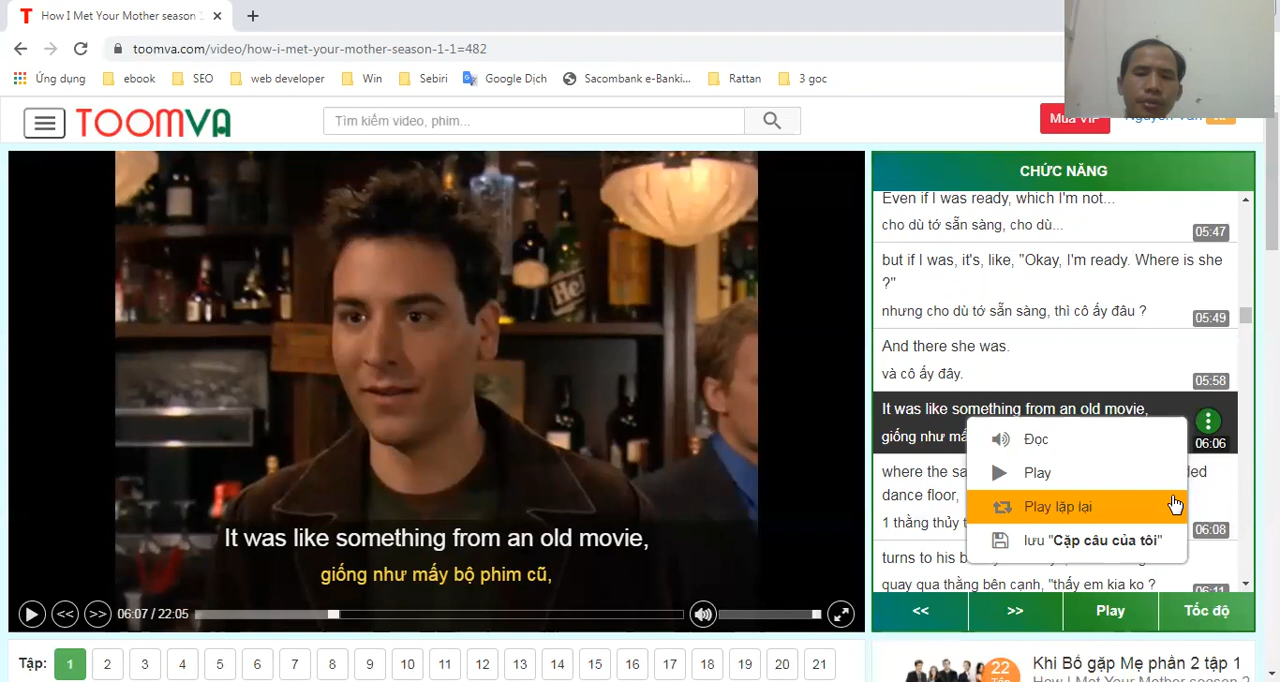 How I Met Your Mother season
toomva.com/video/how-i-met-your-mother-season-1-1=482
Ứng dụng ebook SEO web developer Win Sebiri Google Dịch Sacombank e-Banki... Rattan 3 goc
TOOMVA
Tìm kiếm video, phim...
Mua VIP
CHỨC NĂNG
Even if I was ready, which I'm not...
cho dù tớ sẵn sàng, cho dù...
05:47
but if I was, it's, like, "Okay, I'm ready. Where is she
?"
nhưng cho dù tớ sẵn sàng, thì cô ấy đâu ?
05:49
And there she was.
và cô ấy đây.
05:58
It was like something from an old movie,
giống như
06:06
Đọc
Play
Play lặp lại
lưu "Cặp câu của tôi"
where the
dance floor,
1 thằng thủy
06:08
turns to his
quay qua thằng bên cạnh, "thấy em kia ko ?
06:11
<< >> Play Tốc độ
It was like something from an old movie,
giống như mấy bộ phim cũ,
<< >> 06:07 / 22:05
Tập: 1 2 3 4 5 6 7 8 9 10 11 12 13 14 15 16 17 18 19 20 21
22
Khi Bố gặp Mẹ phần 2 tập 1
How I Met Your Mother season 2